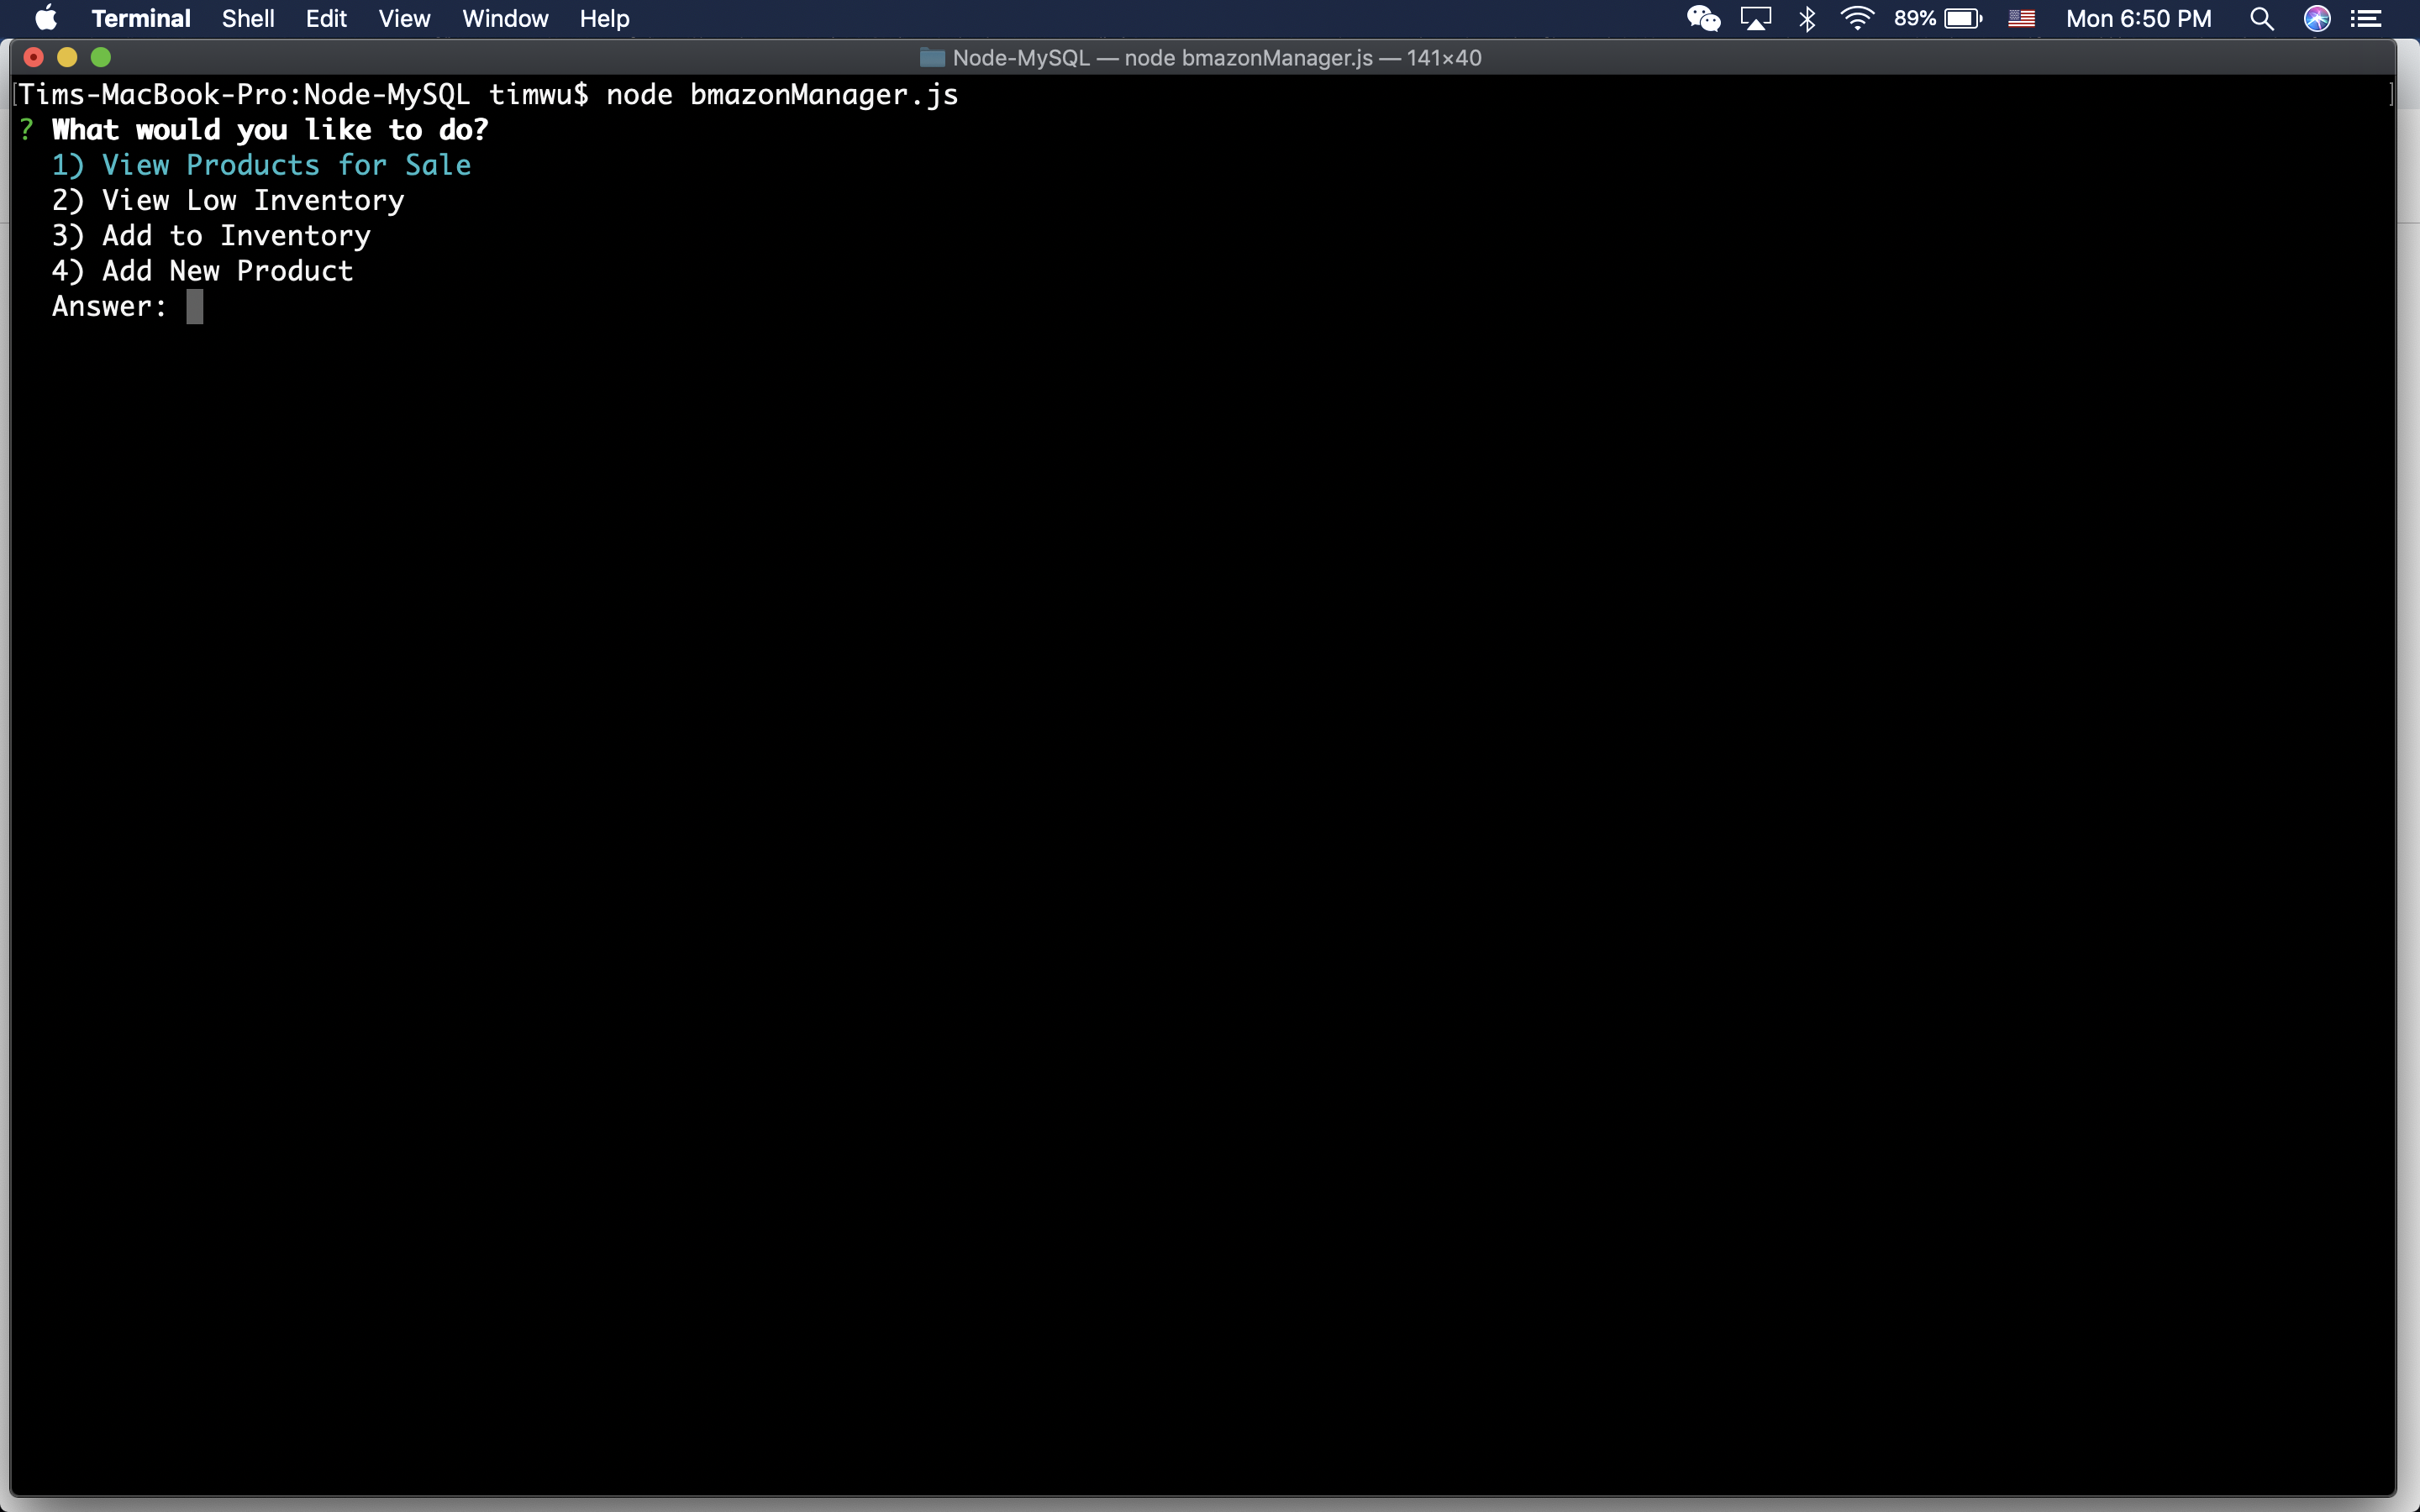 Terminal Shell Edit View Window Help 89% Mon 6:50 PM
Node-MySQL — node bmazonManager.js — 141×40
[Tims-MacBook-Pro:Node-MySQL timwu$ node bmazonManager.js ]
? What would you like to do?
1) View Products for Sale
2) View Low Inventory
3) Add to Inventory
4) Add New Product
Answer: